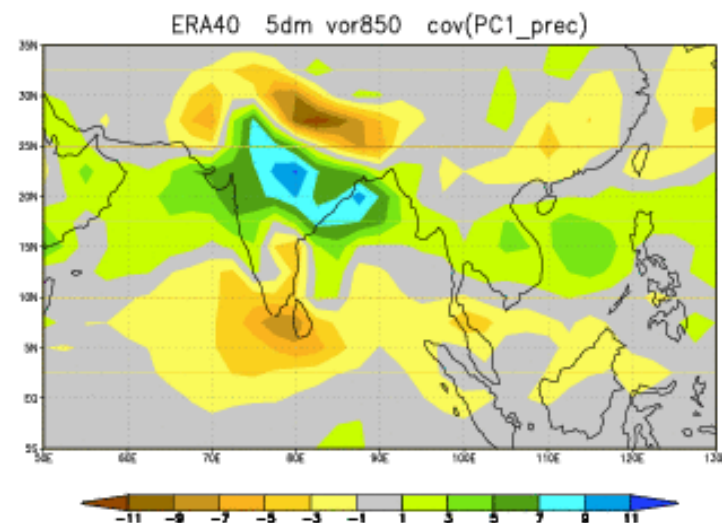 ERA40 5dm vor850 cov(PC1_prec)
35N
30N
25N
20N
15N
10N
5N
EQ
5S
50E 60E 70E 80E 90E 100E 110E 120E 130E
-11 -9 -7 -5 -3 -1 1 3 5 7 9 11